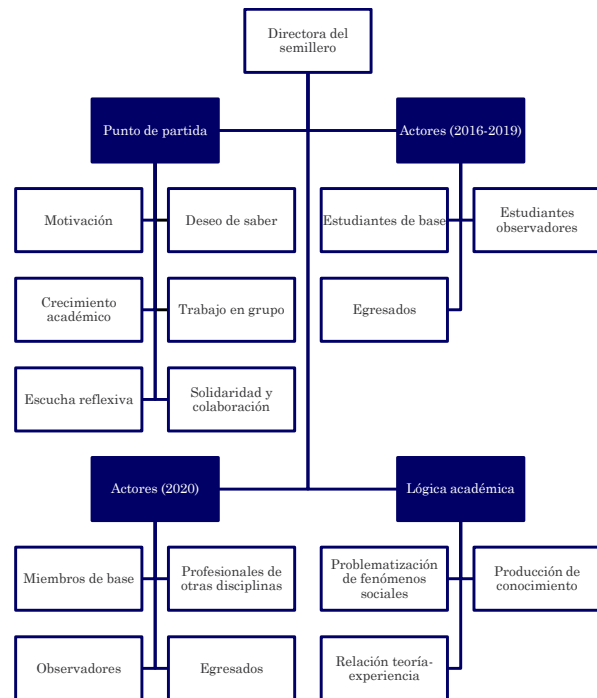 Directora del
semillero
Punto de partida
Actores (2016-2019)
Motivación
Deseo de saber
Estudiantes de base
Estudiantes
observadores
Crecimiento
académico
Trabajo en grupo
Egresados
Escucha reflexiva
Solidaridad y
colaboración
Actores (2020)
Lógica académica
Miembros de base
Profesionales de
otras disciplinas
Problematización
de fenómenos
sociales
Producción de
conocimiento
Observadores
Egresados
Relación teoría-
experiencia